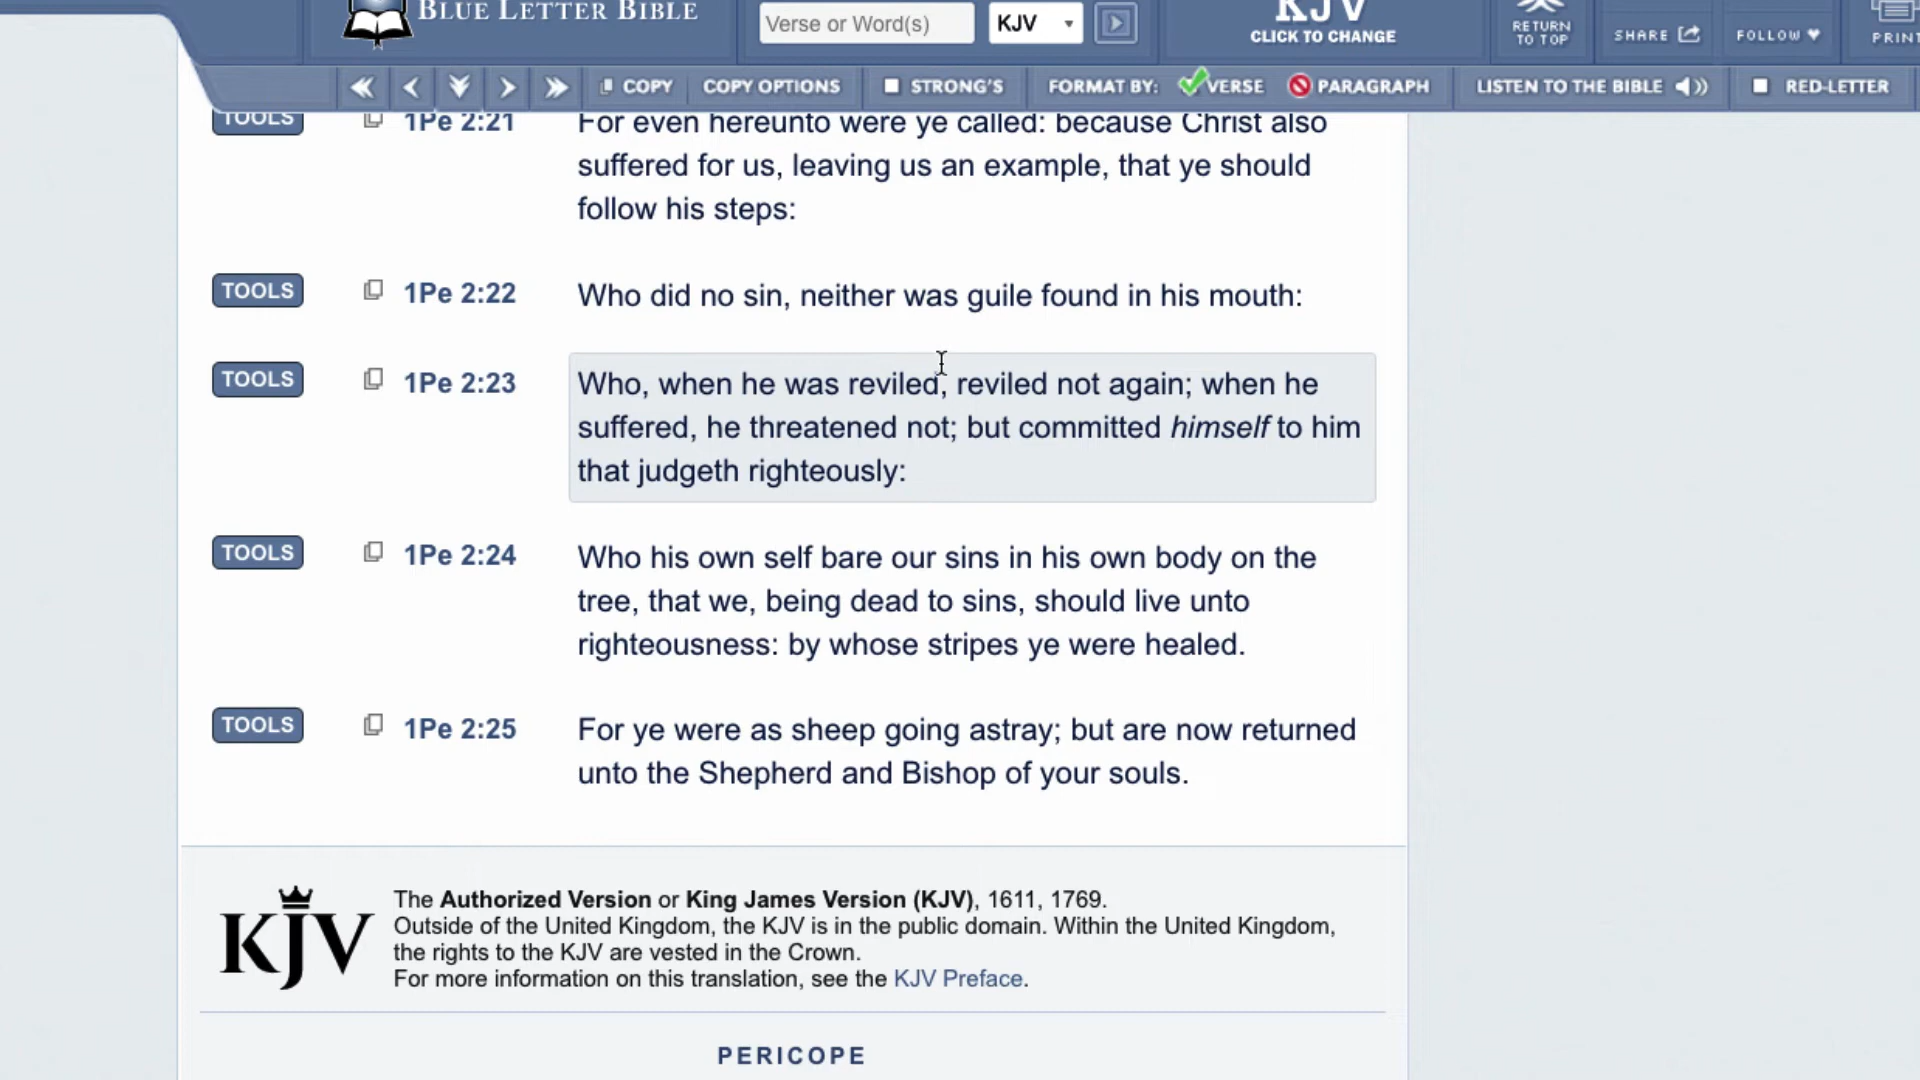 BLUE LETTER BIBLE
Verse or Word(s)
KJV
KJV
CLICK TO CHANGE
RETURN
TO TOP
SHARE
FOLLOW
PRINT
COPY
COPY OPTIONS
STRONG'S
FORMAT BY:
VERSE
PARAGRAPH
LISTEN TO THE BIBLE
RED-LETTER
TOOLS
1Pe 2:21
For even hereunto were ye called: because Christ also
suffered for us, leaving us an example, that ye should
follow his steps:
TOOLS
1Pe 2:22
Who did no sin, neither was guile found in his mouth:
TOOLS
1Pe 2:23
Who, when he was reviled, reviled not again; when he
suffered, he threatened not; but committed himself to him
that judgeth righteously:
TOOLS
1Pe 2:24
Who his own self bare our sins in his own body on the
tree, that we, being dead to sins, should live unto
righteousness: by whose stripes ye were healed.
TOOLS
1Pe 2:25
For ye were as sheep going astray; but are now returned
unto the Shepherd and Bishop of your souls.
KJV
The Authorized Version or King James Version (KJV), 1611, 1769.
Outside of the United Kingdom, the KJV is in the public domain. Within the United Kingdom,
the rights to the KJV are vested in the Crown.
For more information on this translation, see the KJV Preface.
PERICOPE